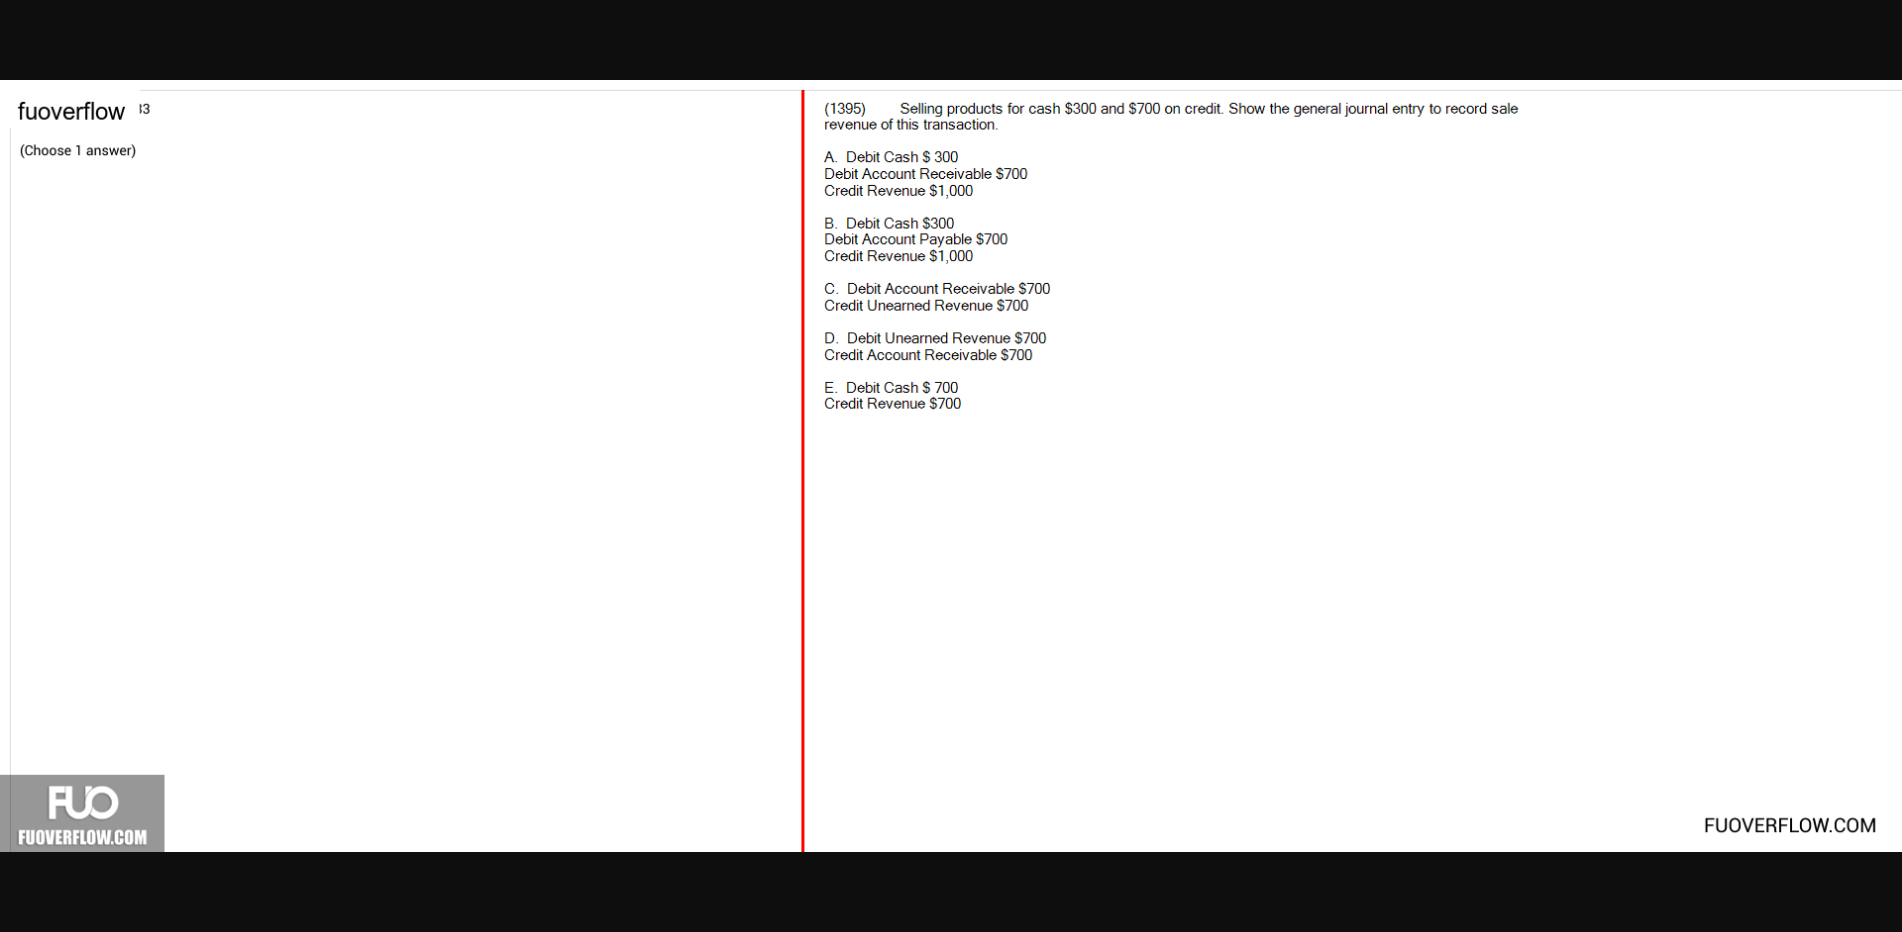 fuoverflow 33
(Choose 1 answer)
(1395) Selling products for cash $300 and $700 on credit. Show the general journal entry to record sale
revenue of this transaction.
A. Debit Cash $ 300
Debit Account Receivable $700
Credit Revenue $1,000
B. Debit Cash $300
Debit Account Payable $700
Credit Revenue $1,000
C. Debit Account Receivable $700
Credit Unearned Revenue $700
D. Debit Unearned Revenue $700
Credit Account Receivable $700
E. Debit Cash $ 700
Credit Revenue $700
FUO
FUOVERFLOW.COM
FUOVERFLOW.COM